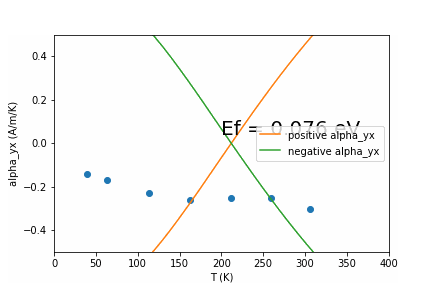 0.4
0.2
0.0
−0.2
−0.4
alpha_yx (A/m/K)
Ef = 0.076 eV
positive alpha_yx
negative alpha_yx
0 50 100 150 200 250 300 350 400
T (K)